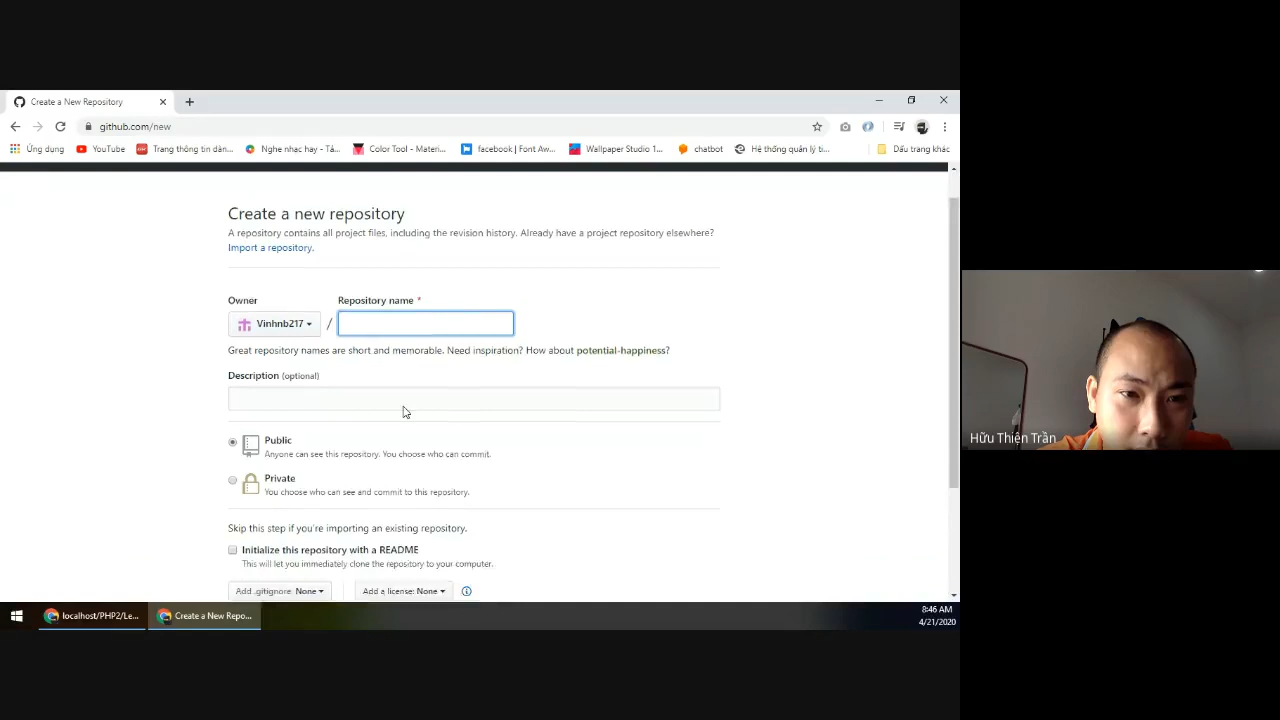 Create a New Repository
github.com/new
Ứng dụng YouTube Trang thông tin dàn... Nghe nhạc hay - Tả... Color Tool - Materi... facebook | Font Aw... Wallpaper Studio 1... chatbot Hệ thống quản lý ti... Dấu trang khác
Create a new repository
A repository contains all project files, including the revision history. Already have a project repository elsewhere?
Import a repository.
Owner Repository name *
Vinhnb217 /
Great repository names are short and memorable. Need inspiration? How about potential-happiness?
Description (optional)
Public
Anyone can see this repository. You choose who can commit.
Private
You choose who can see and commit to this repository.
Skip this step if you're importing an existing repository.
Initialize this repository with a README
This will let you immediately clone the repository to your computer.
Add .gitignore: None Add a license: None
localhost/PHP2/Le... Create a New Repo...
8:46 AM
4/21/2020
Hữu Thiện Trần